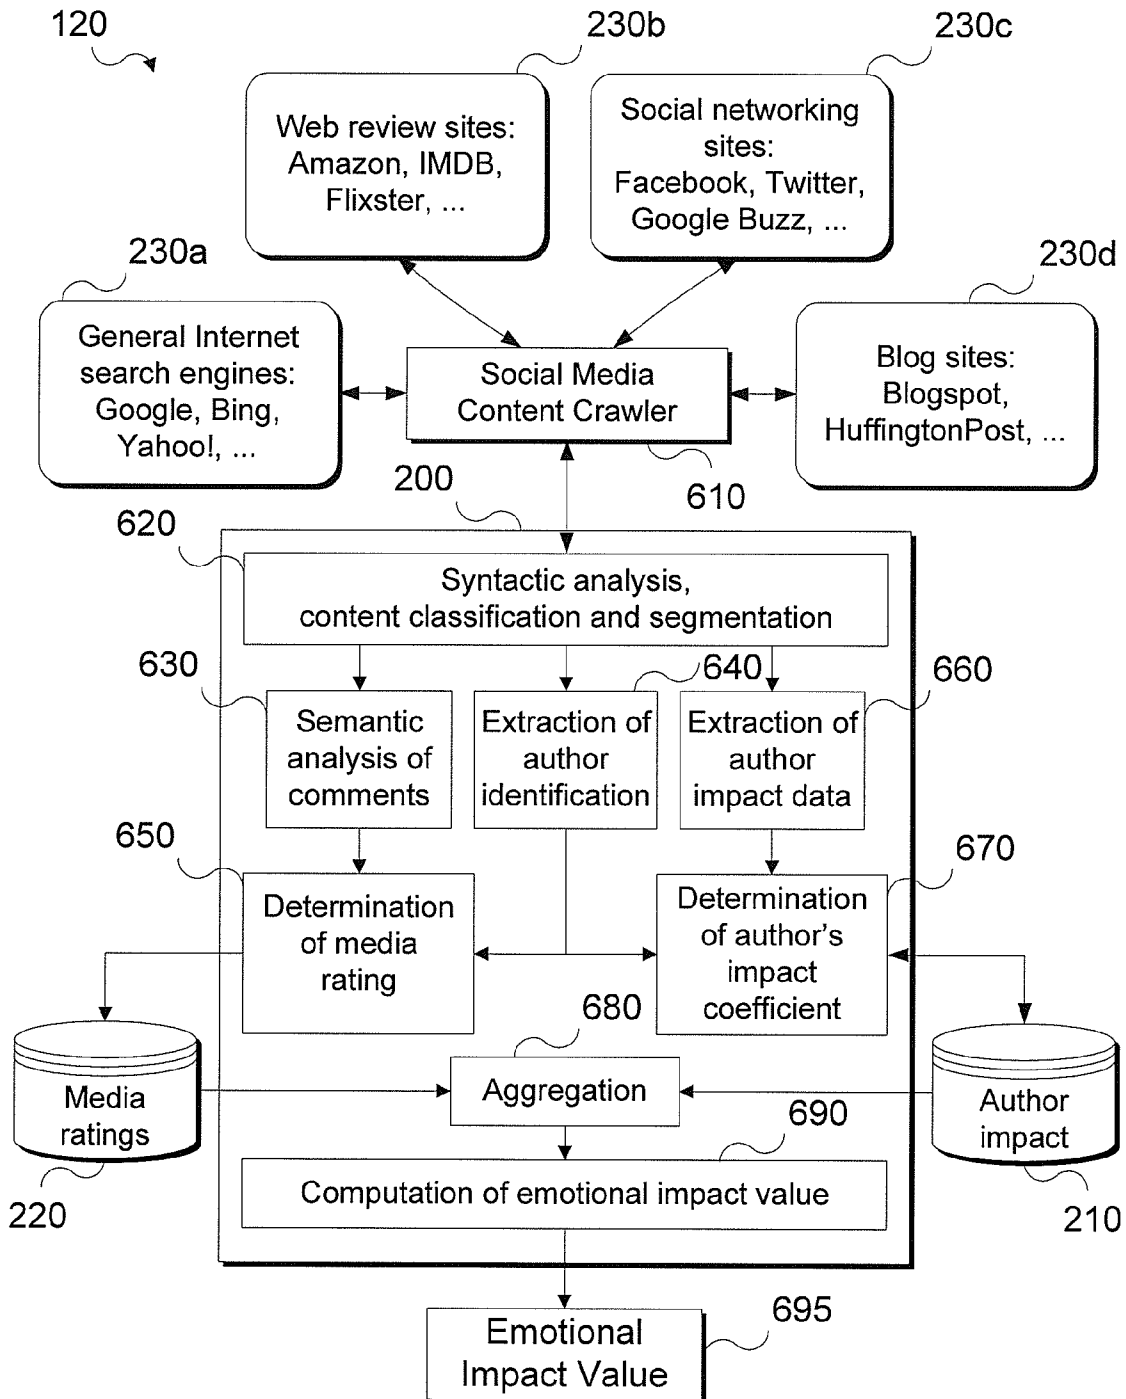 120
230b
230c
Web review sites:
Amazon, IMDB,
Flixster, ...
Social networking
sites:
Facebook, Twitter,
Google Buzz, ...
230a
230d
General Internet
search engines:
Google, Bing,
Yahoo!, ...
Social Media
Content Crawler
Blog sites:
Blogspot,
HuffingtonPost, ...
200
610
620
Syntactic analysis,
content classification and segmentation
630
640
660
Semantic
analysis of
comments
Extraction of
author
identification
Extraction of
author
impact data
650
670
Determination
of media
rating
Determination
of author's
impact
coefficient
680
Aggregation
Media
ratings
Author
impact
690
Computation of emotional impact value
220
210
695
Emotional
Impact Value